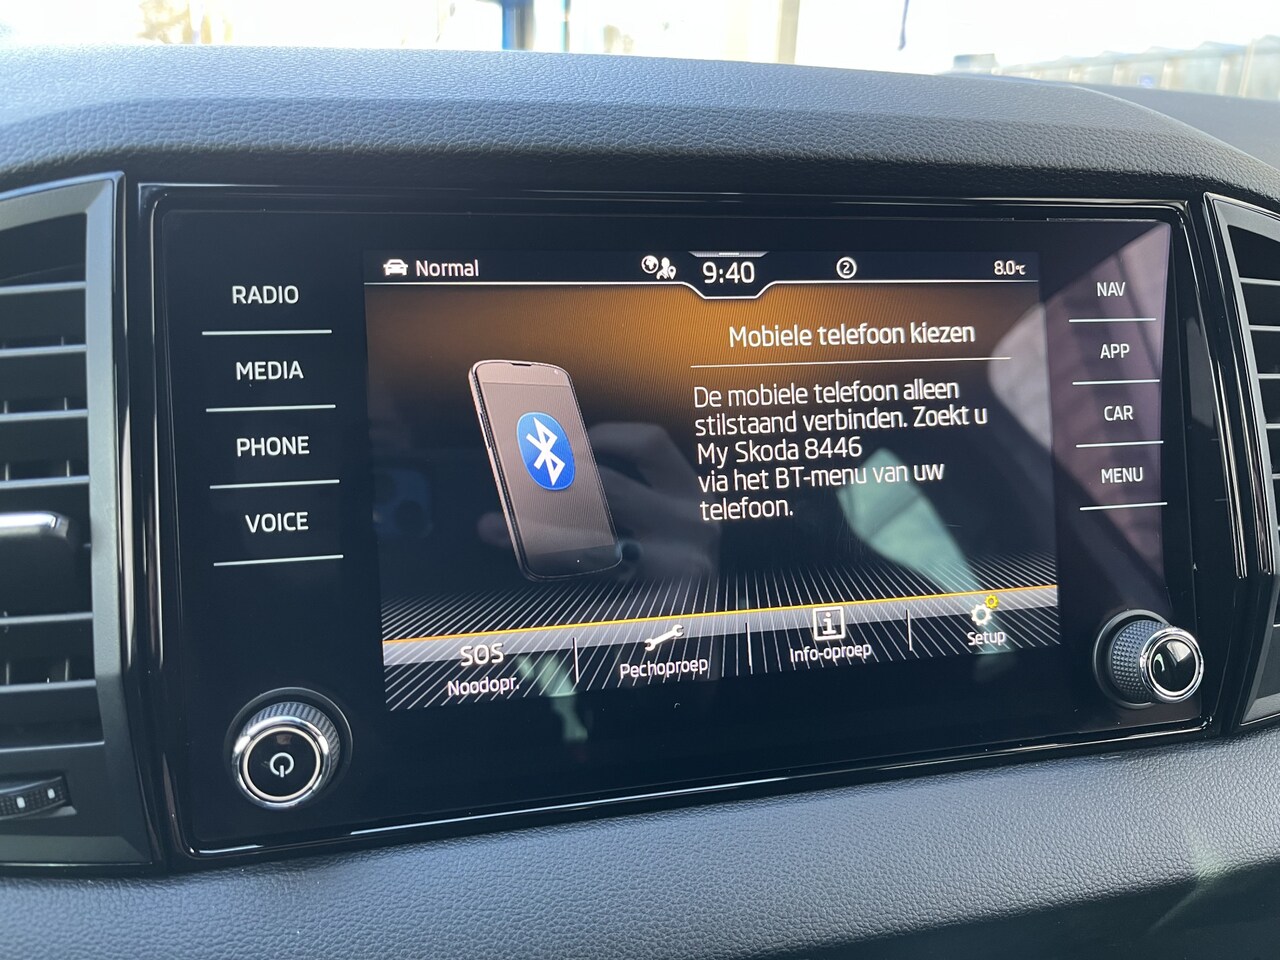 Normal
9:40
2
8.0°C
RADIO
MEDIA
PHONE
VOICE
Mobiele telefoon kiezen
De mobiele telefoon alleen
stilstaand verbinden. Zoekt u
My Skoda 8446
via het BT-menu van uw
telefoon.
NAV
APP
CAR
MENU
SOS
Noodopr.
Pechoproep
i
Info-oproep
Setup